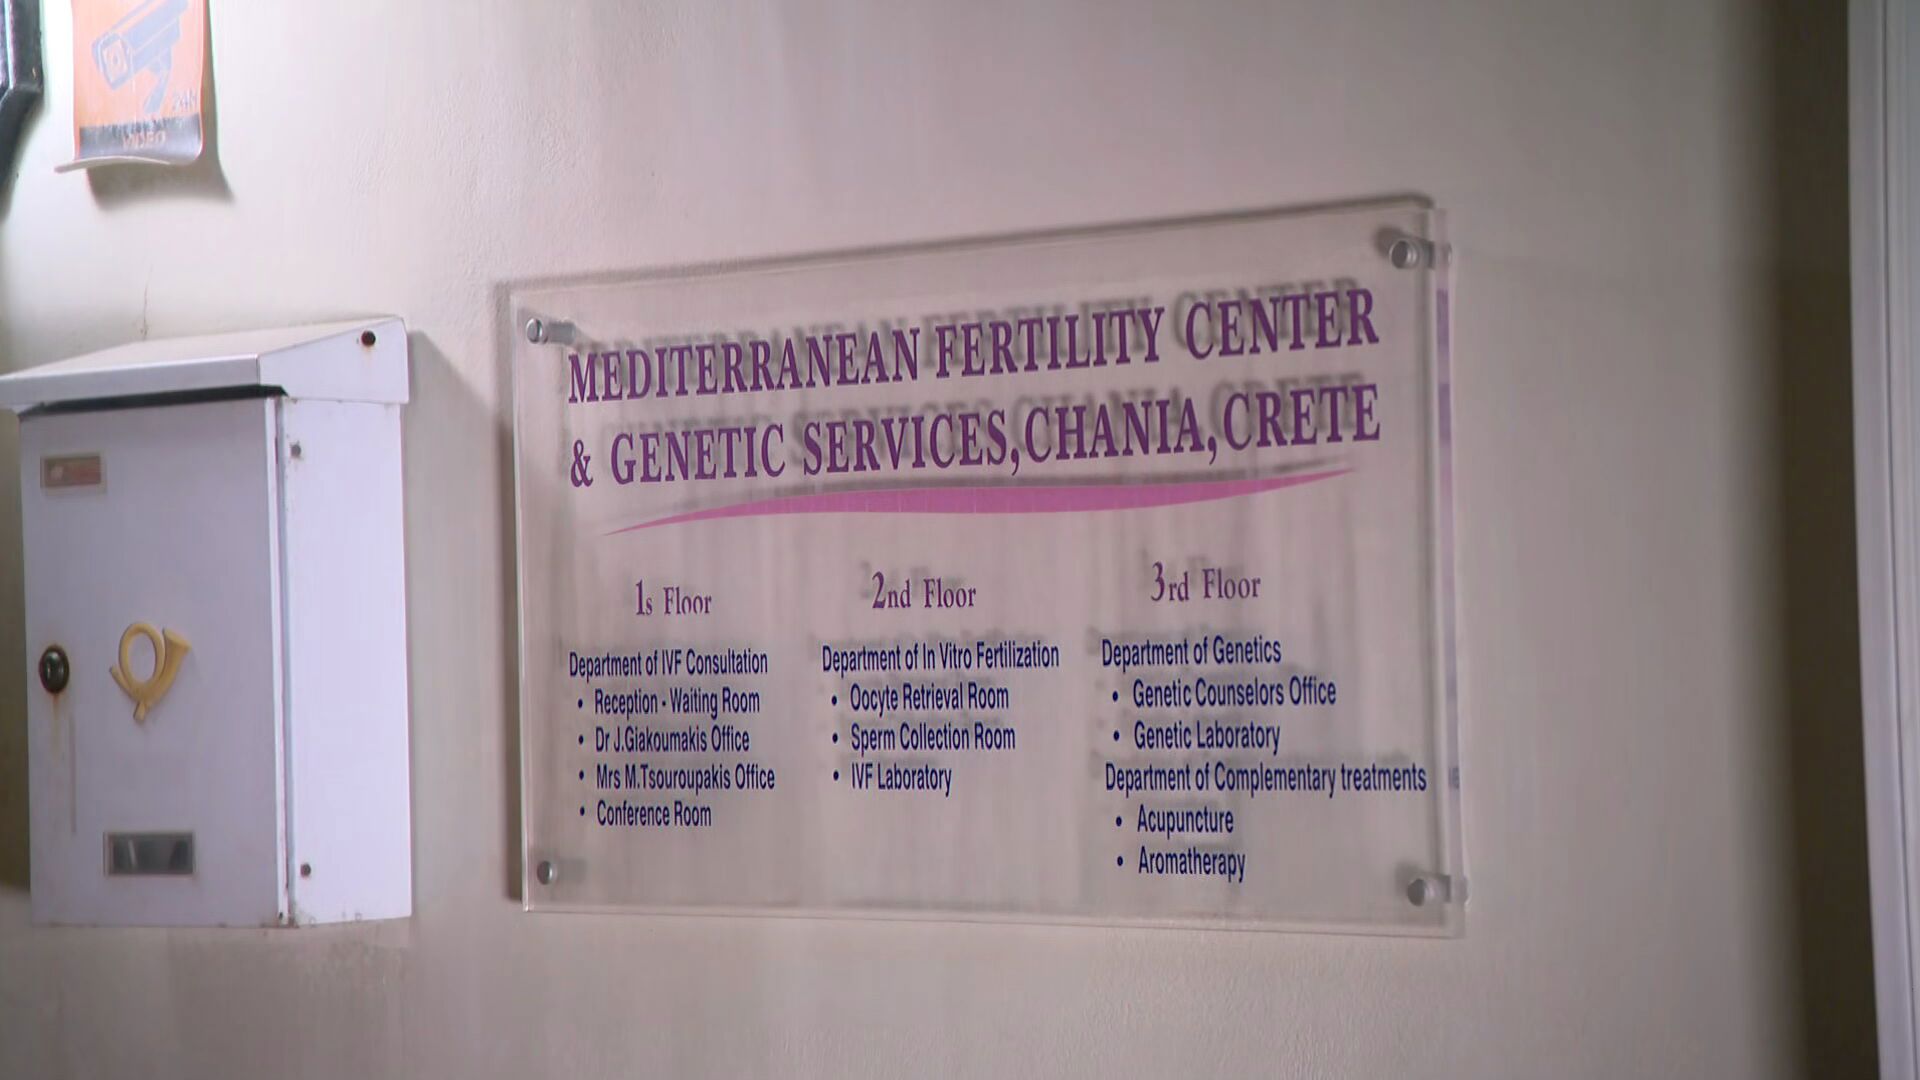 24H
VIDEO
MEDITERRANEAN FERTILITY CENTER
& GENETIC SERVICES,CHANIA,CRETE
1s Floor
Department of IVF Consultation
• Reception - Waiting Room
• Dr J.Giakoumakis Office
• Mrs M.Tsouroupakis Office
• Conference Room
2nd Floor
Department of In Vitro Fertilization
• Oocyte Retrieval Room
• Sperm Collection Room
• IVF Laboratory
3rd Floor
Department of Genetics
• Genetic Counselors Office
• Genetic Laboratory
Department of Complementary treatments
• Acupuncture
• Aromatherapy